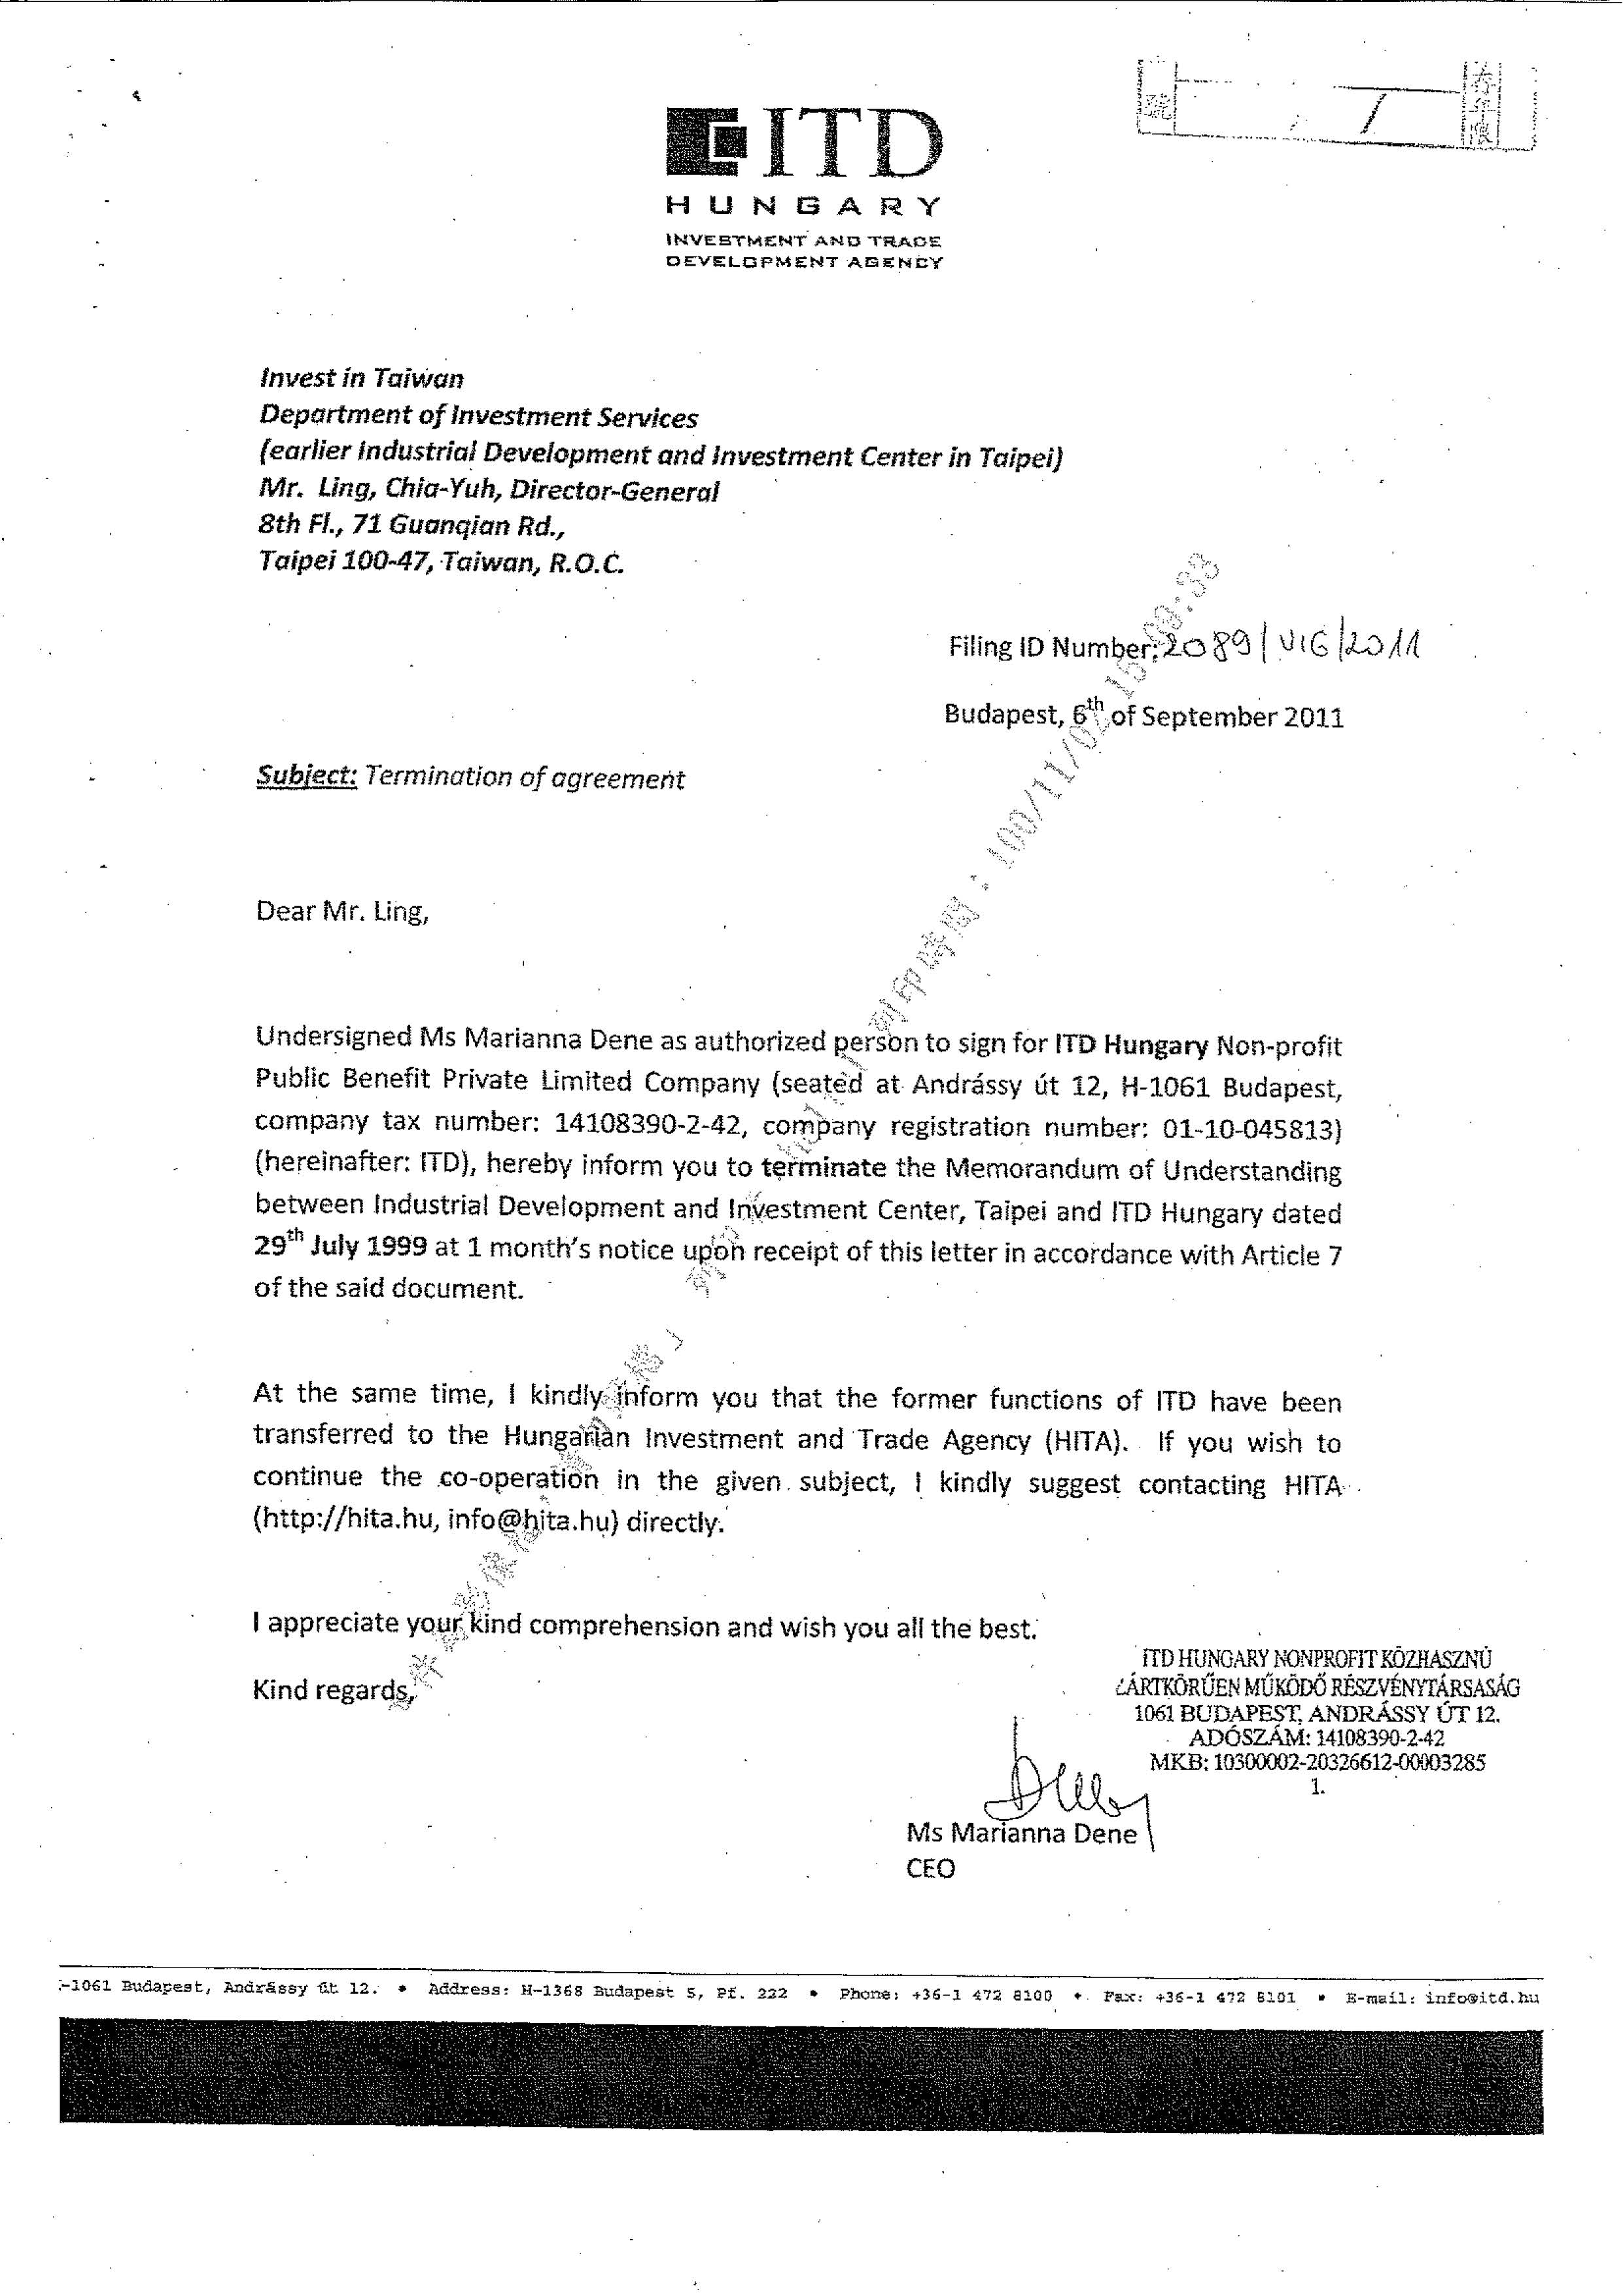 ITD
HUNGARY
INVESTMENT AND TRADE
DEVELOPMENT AGENCY
Invest in Taiwan
Department of Investment Services
(earlier Industrial Development and Investment Center in Taipei)
Mr. Ling, Chia-Yuh, Director-General
8th Fl., 71 Guanqian Rd.,
Taipei 100-47, Taiwan, R.O.C.
Filing ID Number: 2089/VIG/2011
Budapest, 6th of September 2011
Subject: Termination of agreement
Dear Mr. Ling,
Undersigned Ms Marianna Dene as authorized person to sign for ITD Hungary Non-profit
Public Benefit Private Limited Company (seated at Andrássy út 12, H-1061 Budapest,
company tax number: 14108390-2-42, company registration number: 01-10-045813)
(hereinafter: ITD), hereby inform you to terminate the Memorandum of Understanding
between Industrial Development and Investment Center, Taipei and ITD Hungary dated
29th July 1999 at 1 month's notice upon receipt of this letter in accordance with Article 7
of the said document.
At the same time, I kindly inform you that the former functions of ITD have been
transferred to the Hungarian Investment and Trade Agency (HITA). If you wish to
continue the co-operation in the given subject, I kindly suggest contacting HITA
(http://hita.hu, info@hita.hu) directly.
I appreciate your kind comprehension and wish you all the best.
Kind regards,
ITD HUNGARY NONPROFIT KÖZHASZNÚ
ZÁRTKÖRŰEN MŰKÖDŐ RÉSZVÉNYTÁRSASÁG
1061 BUDAPEST, ANDRÁSSY ÚT 12.
ADÓSZÁM: 14108390-2-42
MKB: 10300002-20326612-00003285
1.
Ms Marianna Dene
CEO
-1061 Budapest, Andrássy út 12. • Address: H-1368 Budapest 5, Pf. 222 • Phone: +36-1 472 8100 • Fax: +36-1 472 8101 • E-mail: info@itd.hu